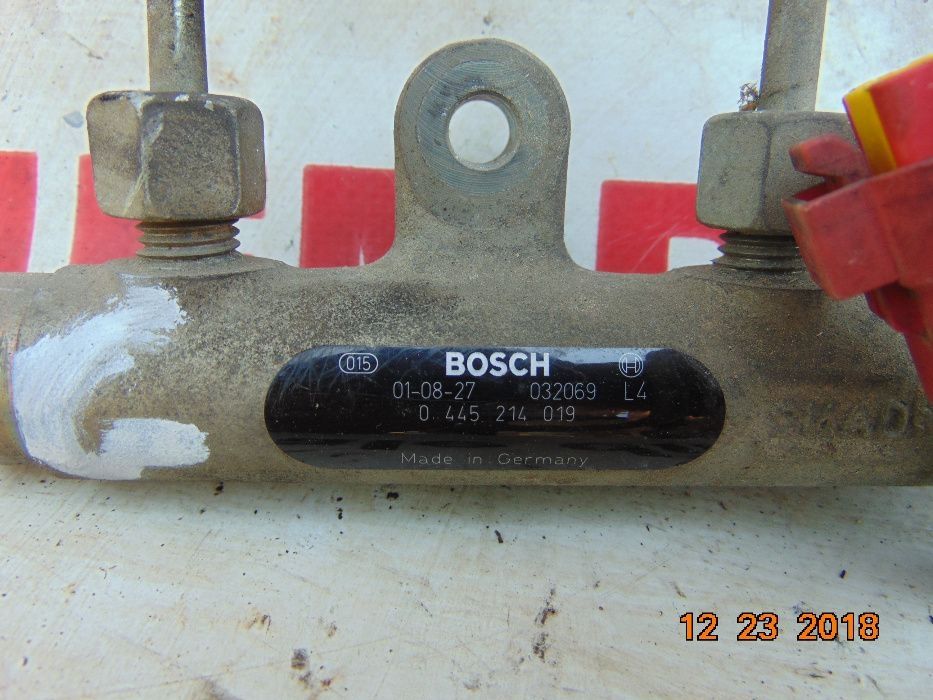 015 BOSCH H
01-08-27 032069 L4
0 445 214 019
Made in Germany
12 23 2018